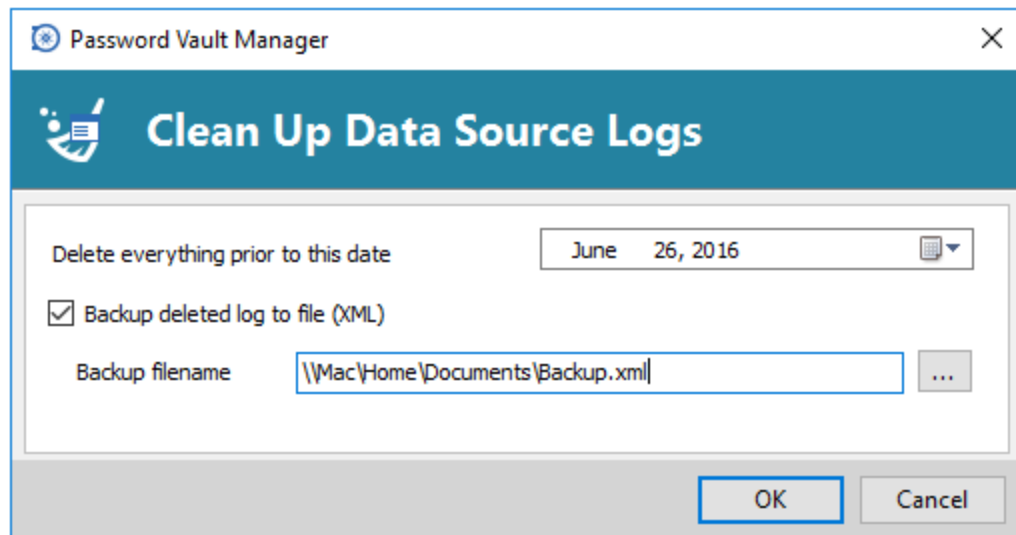 Password Vault Manager
Clean Up Data Source Logs
Delete everything prior to this date June 26, 2016
Backup deleted log to file (XML)
Backup filename \\Mac\Home\Documents\Backup.xml ...
OK Cancel